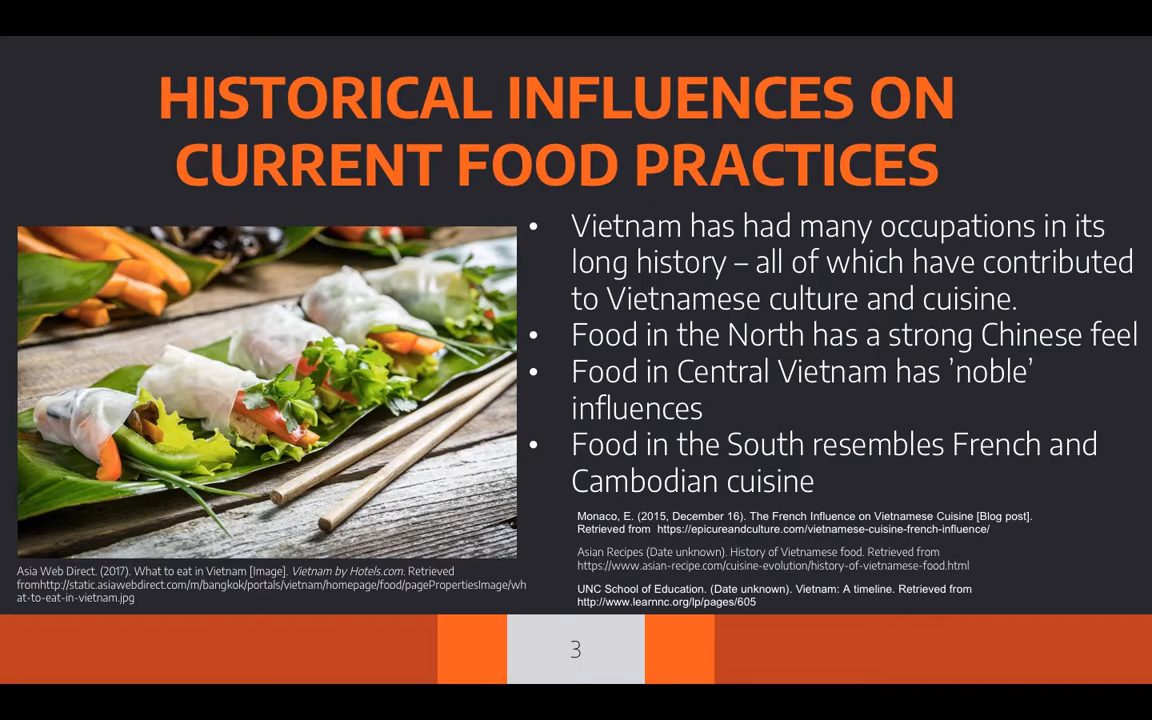 HISTORICAL INFLUENCES ON
CURRENT FOOD PRACTICES
• Vietnam has had many occupations in its
long history – all of which have contributed
to Vietnamese culture and cuisine.
• Food in the North has a strong Chinese feel
• Food in Central Vietnam has ’noble’
influences
• Food in the South resembles French and
Cambodian cuisine
Monaco, E. (2015, December 16). The French Influence on Vietnamese Cuisine [Blog post].
Retrieved from https://epicureandculture.com/vietnamese-cuisine-french-influence/
Asian Recipes (Date unknown). History of Vietnamese food. Retrieved from
https://www.asian-recipe.com/cuisine-evolution/history-of-vietnamese-food.html
UNC School of Education. (Date unknown). Vietnam: A timeline. Retrieved from
http://www.learnnc.org/lp/pages/605
Asia Web Direct. (2017). What to eat in Vietnam [Image]. Vietnam by Hotels.com. Retrieved
fromhttp://static.asiawebdirect.com/m/bangkok/portals/vietnam/homepage/food/pagePropertiesImage/wh
at-to-eat-in-vietnam.jpg
3